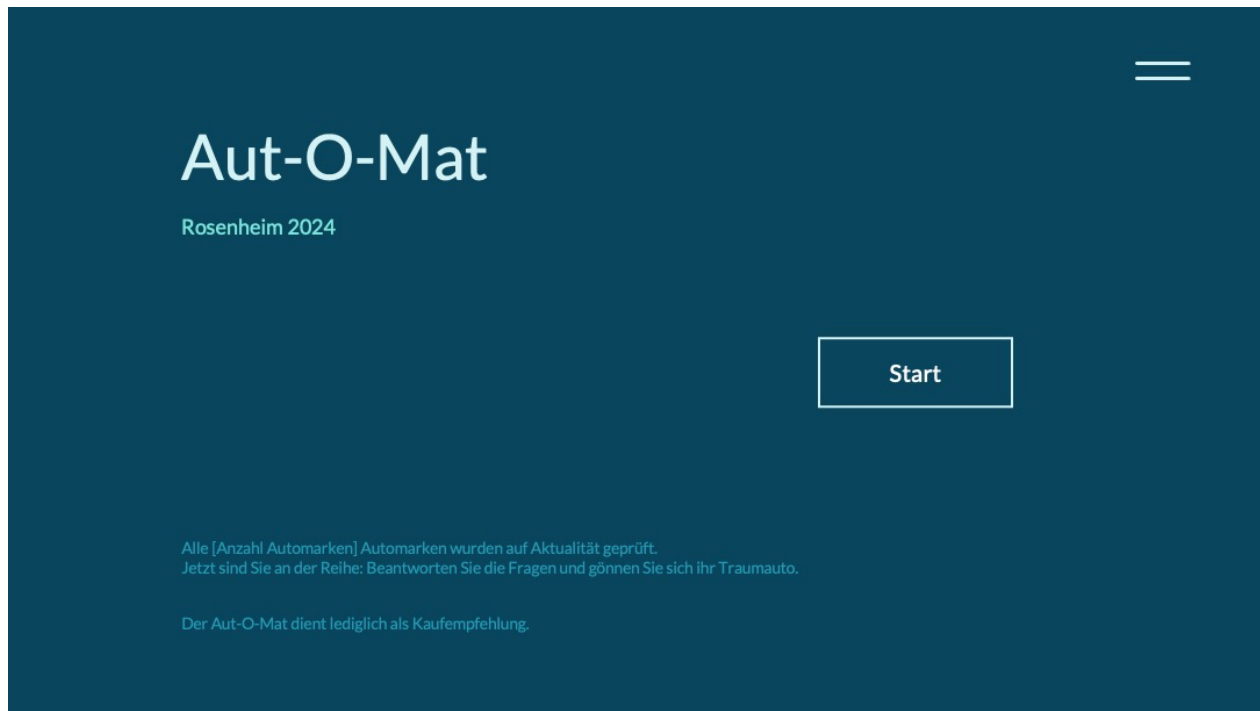 Aut-O-Mat
Rosenheim 2024
Start
Alle [Anzahl Automarken] Automarken wurden auf Aktualität geprüft.
Jetzt sind Sie an der Reihe: Beantworten Sie die Fragen und gönnen Sie sich ihr Traumauto.
Der Aut-O-Mat dient lediglich als Kaufempfehlung.